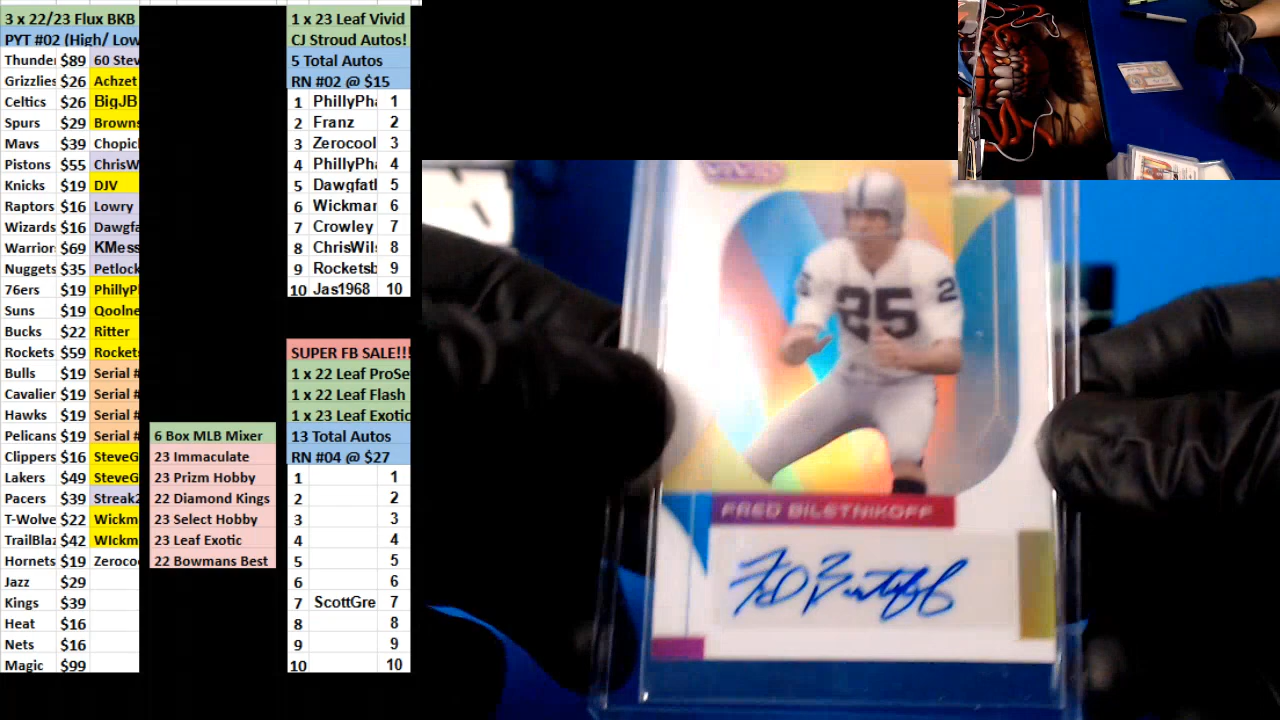 3 x 22/23 Flux BKB
PYT #02 (High/ Low
Thunder $89 60 Stev
Grizzlies $26 Achzet
Celtics $26 BigJB
Spurs $29 Browns
Mavs $39 Chopic
Pistons $55 ChrisW
Knicks $19 DJV
Raptors $16 Lowry
Wizards $16 Dawgfa
Warrior $69 KMess
Nuggets $35 Petlock
76ers $19 PhillyP
Suns $19 Qoolne
Bucks $22 Ritter
Rockets $59 Rockets
Bulls $19 Serial #
Cavalier $19 Serial #
Hawks $19 Serial #
Pelicans $19 Serial #
Clippers $16 SteveG
Lakers $49 SteveG
Pacers $39 Streak2
T-Wolve $22 Wickm
TrailBlaz $42 WIckm
Hornets $19 Zeroco
Jazz $29
Kings $39
Heat $16
Nets $16
Magic $99
6 Box MLB Mixer
23 Immaculate
23 Prizm Hobby
22 Diamond Kings
23 Select Hobby
23 Leaf Exotic
22 Bowmans Best
1 x 23 Leaf Vivid
CJ Stroud Autos!
5 Total Autos
RN #02 @ $15
1 PhillyPha 1
2 Franz 2
3 Zerocool 3
4 PhillyPha 4
5 Dawgfath 5
6 Wickmar 6
7 Crowley 7
8 ChrisWils 8
9 Rocketsb 9
10 Jas1968 10
SUPER FB SALE!!!
1 x 22 Leaf ProSe
1 x 22 Leaf Flash
1 x 23 Leaf Exotic
13 Total Autos
RN #04 @ $27
1 1
2 2
3 3
4 4
5 5
6 6
7 ScottGre 7
8 8
9 9
10 10
VIVID
25
2
FRED BILETNIKOFF